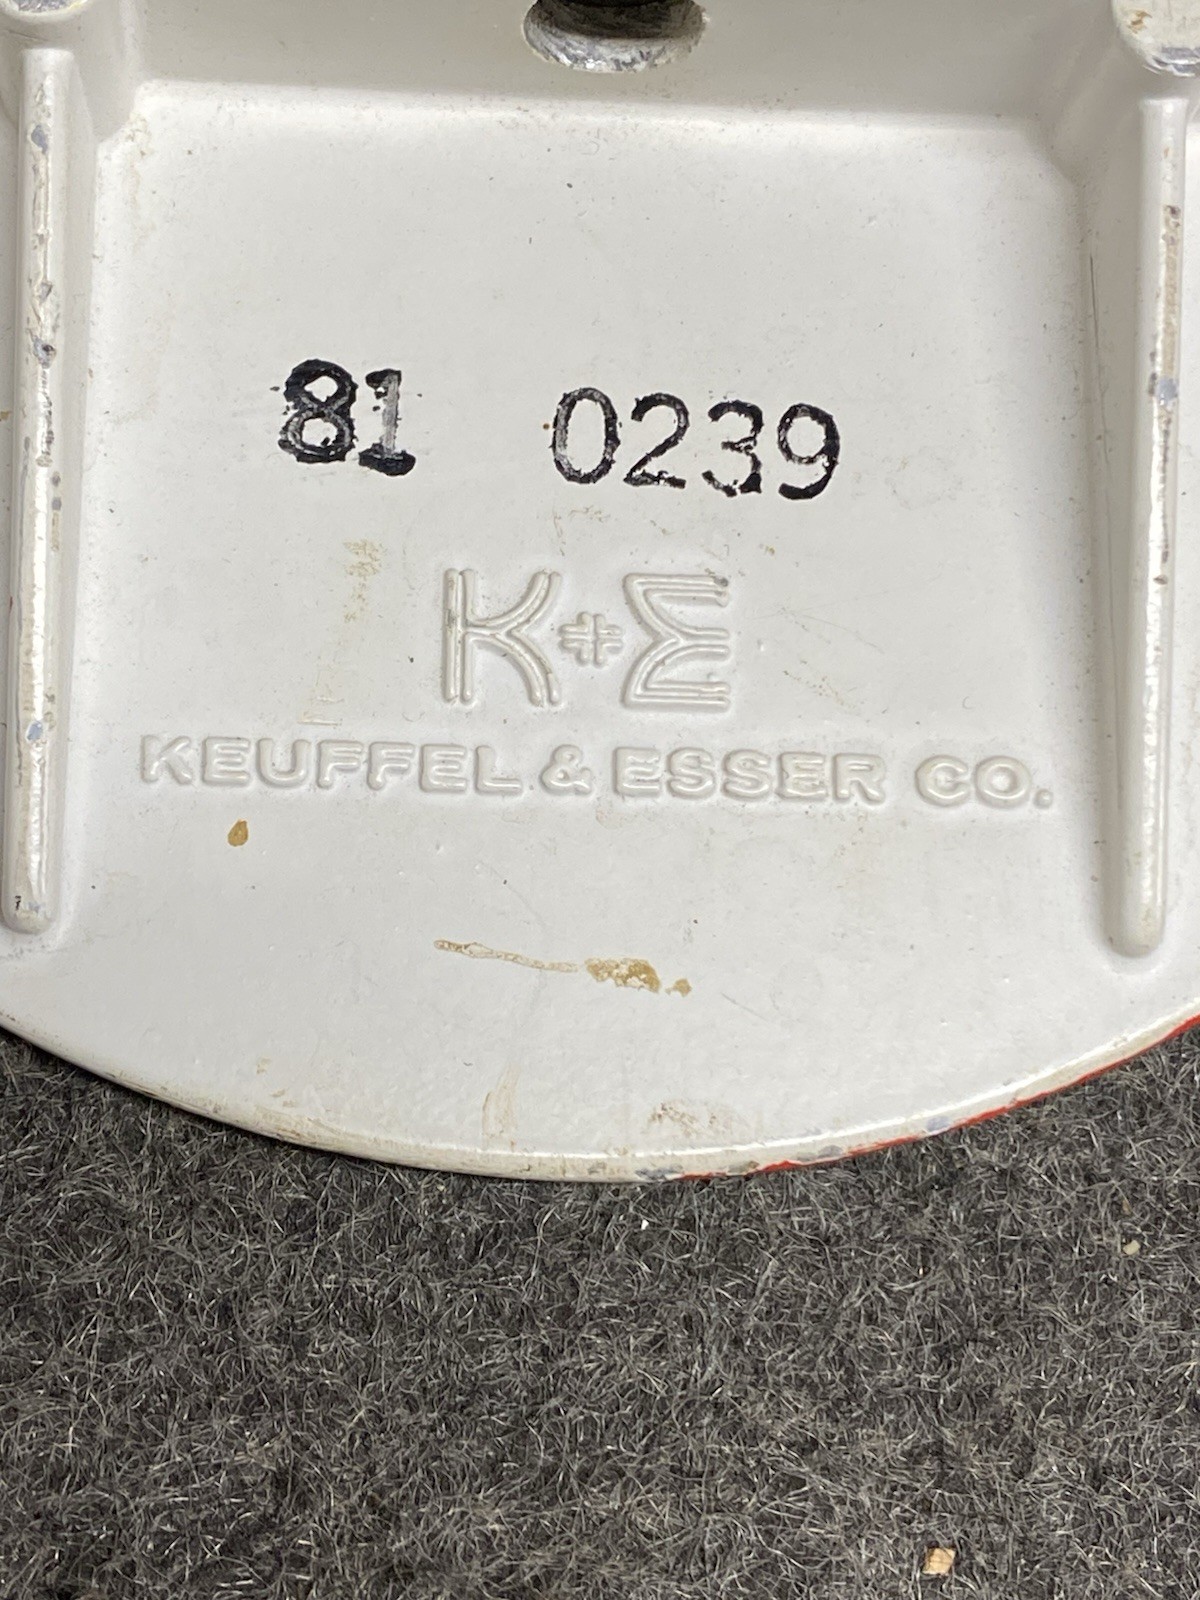 81 0239
K+E
KEUFFEL & ESSER CO.